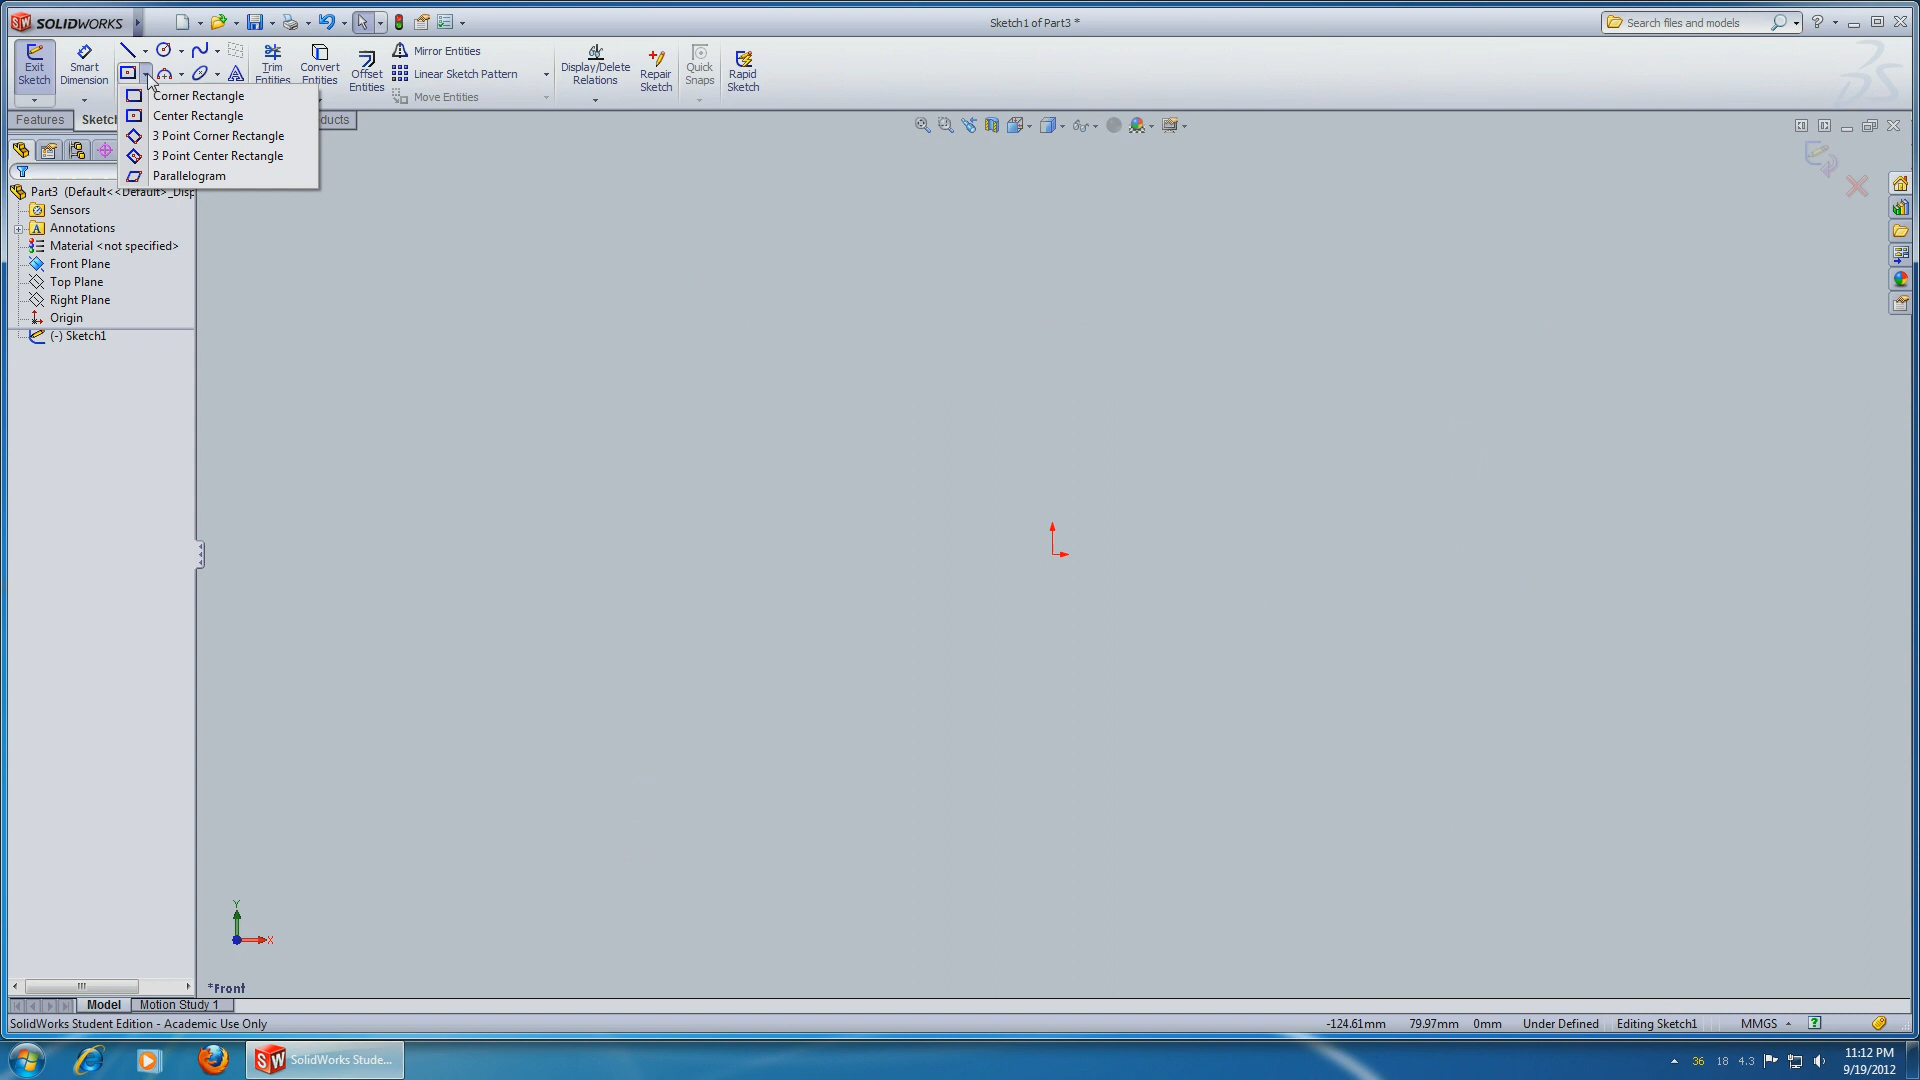 SOLIDWORKS
Sketch1 of Part3 *
Search files and models
Exit Sketch
Smart Dimension
Trim Entities
Convert Entities
Offset Entities
Mirror Entities
Linear Sketch Pattern
Move Entities
Display/Delete Relations
Repair Sketch
Quick Snaps
Rapid Sketch
Corner Rectangle
Center Rectangle
3 Point Corner Rectangle
3 Point Center Rectangle
Parallelogram
Features
Sketch
ducts
Part3 (Default<<Default>_Disp
Sensors
Annotations
Material <not specified>
Front Plane
Top Plane
Right Plane
Origin
(-) Sketch1
Y
X
*Front
Model
Motion Study 1
SolidWorks Student Edition - Academic Use Only
-124.61mm
79.97mm
0mm
Under Defined
Editing Sketch1
MMGS
SolidWorks Stude...
36
18
4.3
11:12 PM
9/19/2012